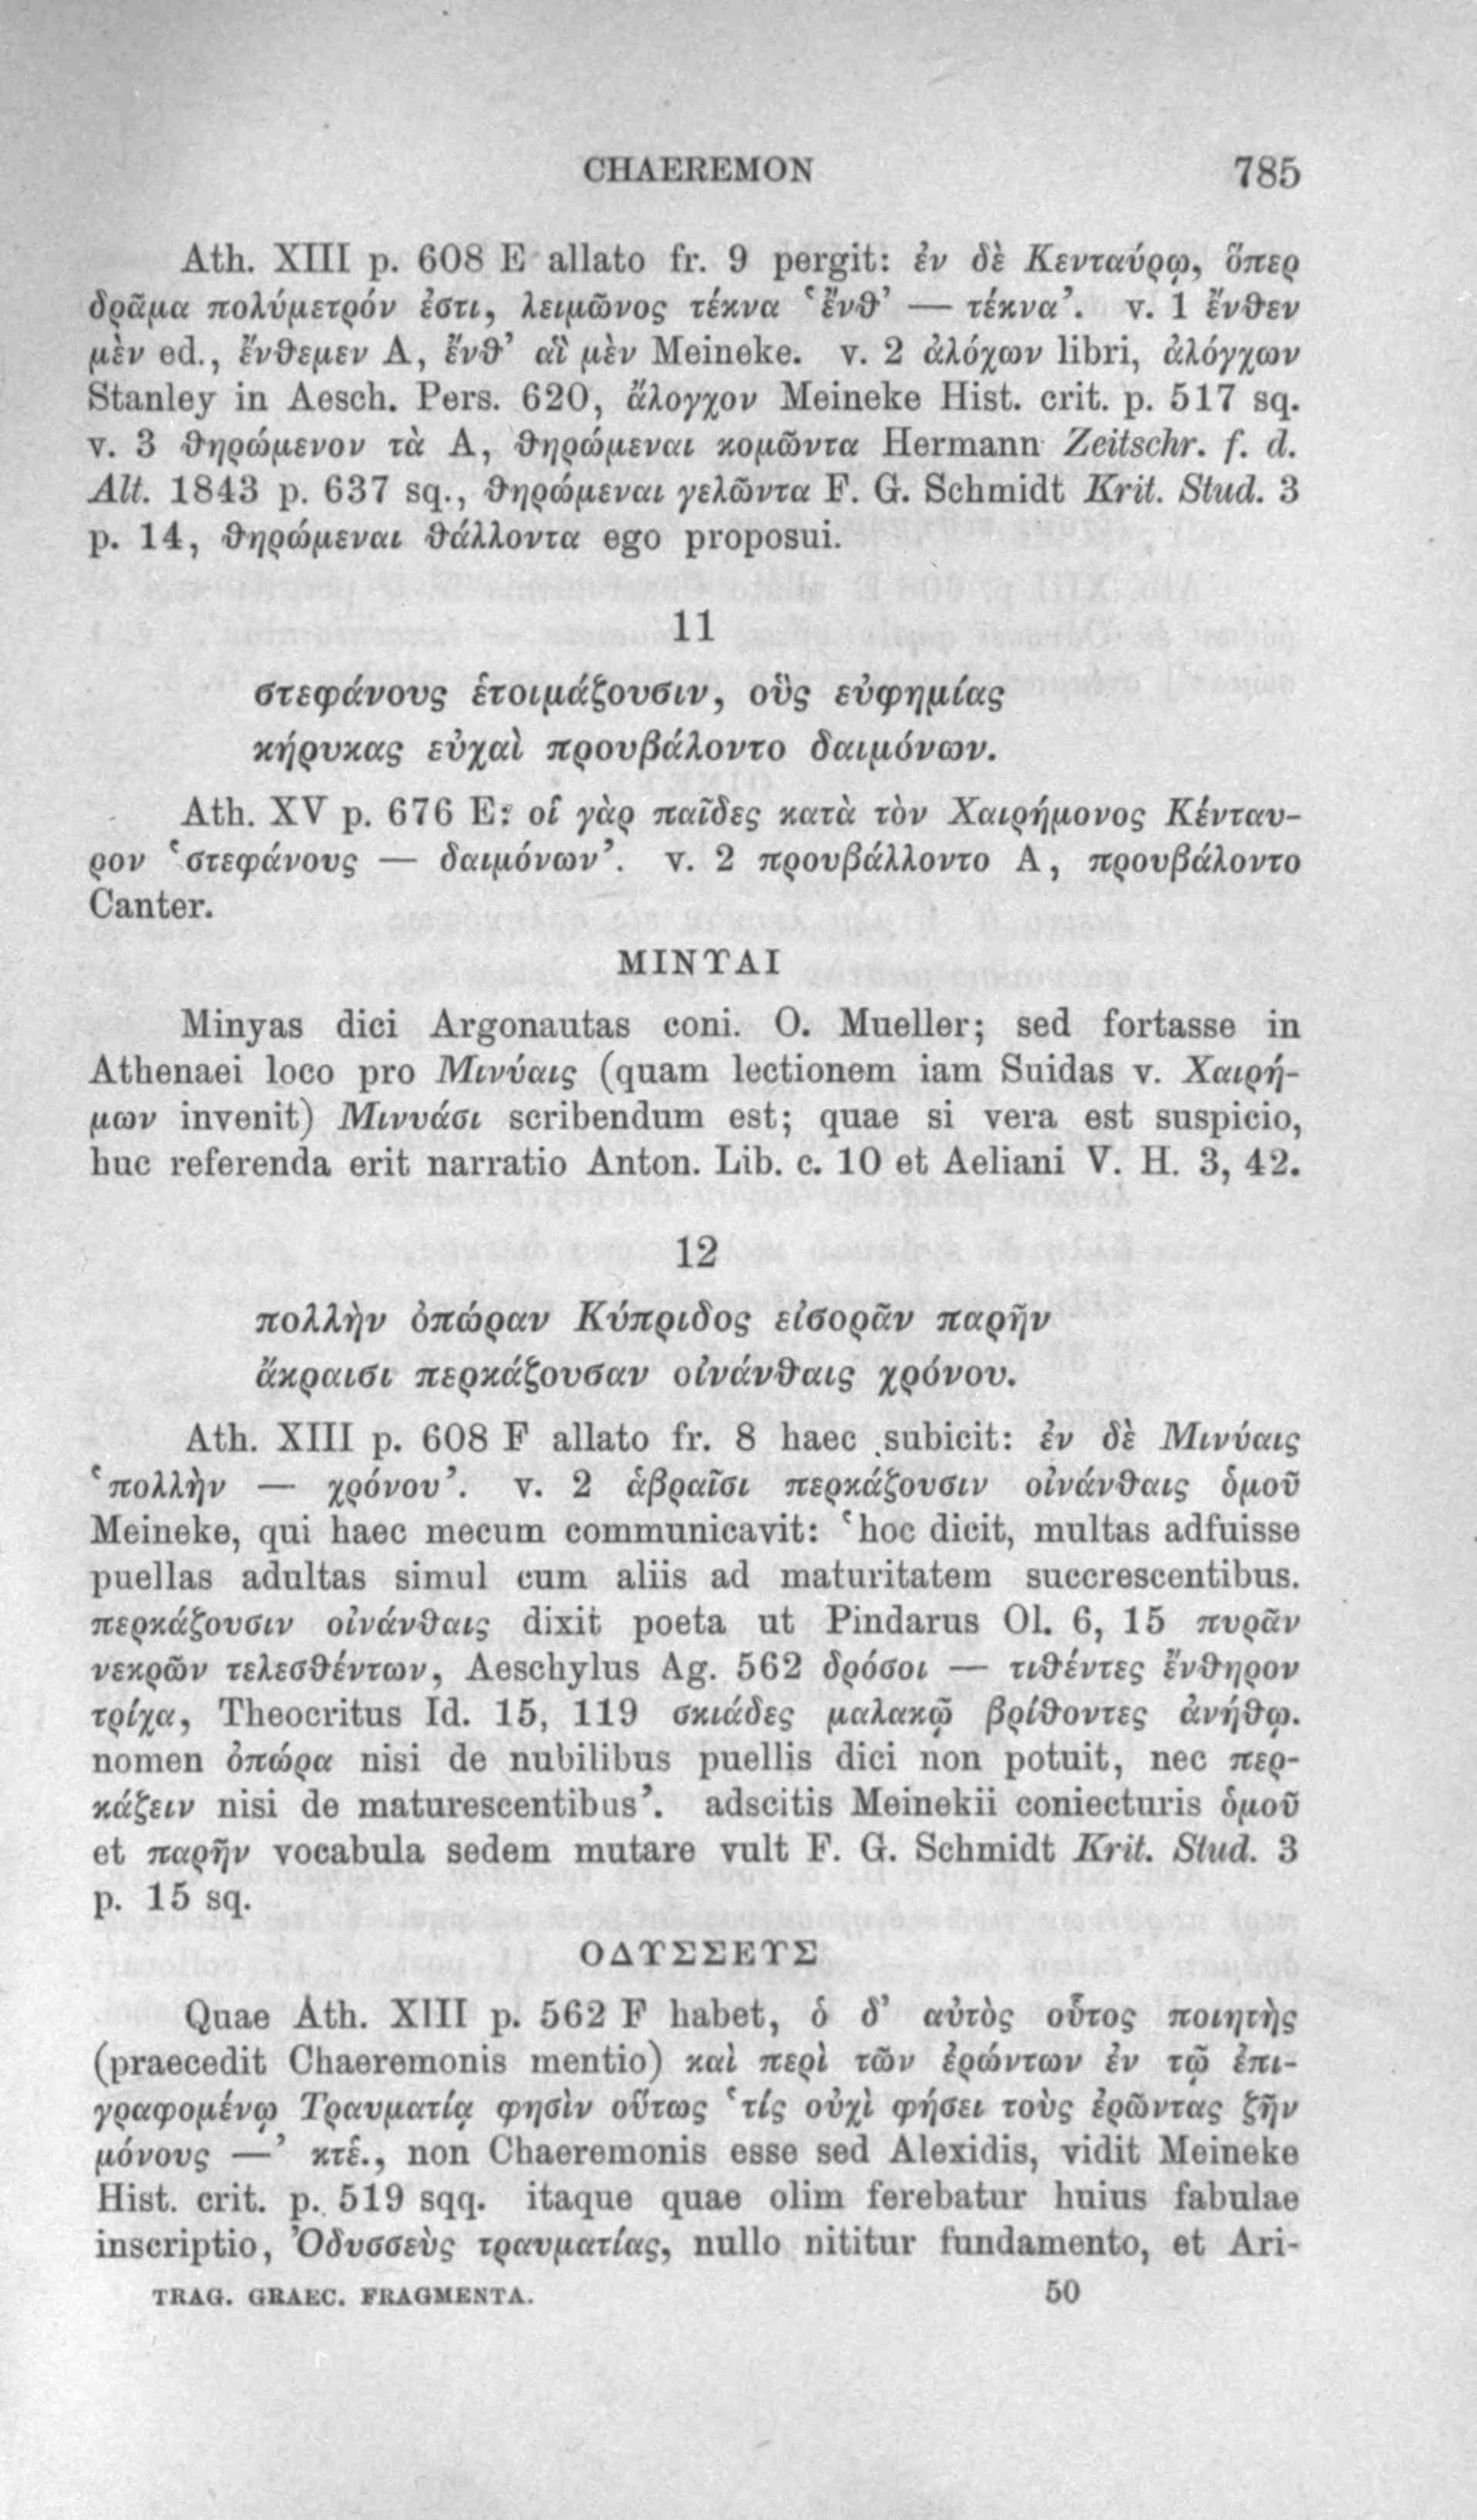 CHAEREMON 785
Ath. XIII p. 608 E allato fr. 9 pergit: ἐν δὲ Κενταύρῳ, ὅπερ
δρᾶμα πολύμετρόν ἐστι, λειμῶνος τέκνα ‘ἔνθ’ — τέκνα’. v. 1 ἔνθεν
μὲν ed., ἔνθεμεν A, ἔνθ’ αἳ μὲν Meineke. v. 2 ἀλόχων libri, ἀλόγχων
Stanley in Aesch. Pers. 620, ἄλογχον Meineke Hist. crit. p. 517 sq.
v. 3 θηρώμενον τὰ A, θηρώμεναι κομῶντα Hermann Zeitschr. f. d.
Alt. 1843 p. 637 sq., θηρώμεναι γελῶντα F. G. Schmidt Krit. Stud. 3
p. 14, θηρώμεναι θάλλοντα ego proposui.
11
στεφάνους ἑτοιμάζουσιν, οὓς εὐφημίας
κήρυκας εὐχαὶ προυβάλοντο δαιμόνων.
Ath. XV p. 676 E: οἱ γὰρ παῖδες κατὰ τὸν Χαιρήμονος Κένταυ-
ρον ‘στεφάνους — δαιμόνων’. v. 2 προυβάλλοντο A, προυβάλοντο
Canter.
ΜΙΝΥΑΙ
Minyas dici Argonautas coni. O. Mueller; sed fortasse in
Athenaei loco pro Μινύαις (quam lectionem iam Suidas v. Χαιρή-
μων invenit) Μινυάσι scribendum est; quae si vera est suspicio,
huc referenda erit narratio Anton. Lib. c. 10 et Aeliani V. H. 3, 42.
12
πολλὴν ὀπώραν Κύπριδος εἰσορᾶν παρῆν
ἄκραισι περκάζουσαν οἰνάνθαις χρόνου.
Ath. XIII p. 608 F allato fr. 8 haec subicit: ἐν δὲ Μινύαις
‘πολλὴν — χρόνου’. v. 2 ἁβραῖσι περκάζουσιν οἰνάνθαις ὁμοῦ
Meineke, qui haec mecum communicavit: ‘hoc dicit, multas adfuisse
puellas adultas simul cum aliis ad maturitatem succrescentibus.
περκάζουσιν οἰνάνθαις dixit poeta ut Pindarus Ol. 6, 15 πυρᾶν
νεκρῶν τελεσθέντων, Aeschylus Ag. 562 δρόσοι — τιθέντες ἔνθηρον
τρίχα, Theocritus Id. 15, 119 σκιάδες μαλακῷ βρίθοντες ἀνήθῳ.
nomen ὀπώρα nisi de nubilibus puellis dici non potuit, nec περ-
κάζειν nisi de maturescentibus’. adscitis Meinekii coniecturis ὁμοῦ
et παρῆν vocabula sedem mutare vult F. G. Schmidt Krit. Stud. 3
p. 15 sq.
ΟΔΥΣΣΕΥΣ
Quae Ath. XIII p. 562 F habet, ὁ δ’ αὐτὸς οὗτος ποιητὴς
(praecedit Chaeremonis mentio) καὶ περὶ τῶν ἐρώντων ἐν τῷ ἐπι-
γραφομένῳ Τραυματίᾳ φησὶν οὕτως ‘τίς οὐχὶ φήσει τοὺς ἐρῶντας ζῆν
μόνους —’ κτἑ., non Chaeremonis esse sed Alexidis, vidit Meineke
Hist. crit. p. 519 sqq. itaque quae olim ferebatur huius fabulae
inscriptio, Ὀδυσσεὺς τραυματίας, nullo nititur fundamento, et Ari-
TRAG. GRAEC. FRAGMENTA. 50